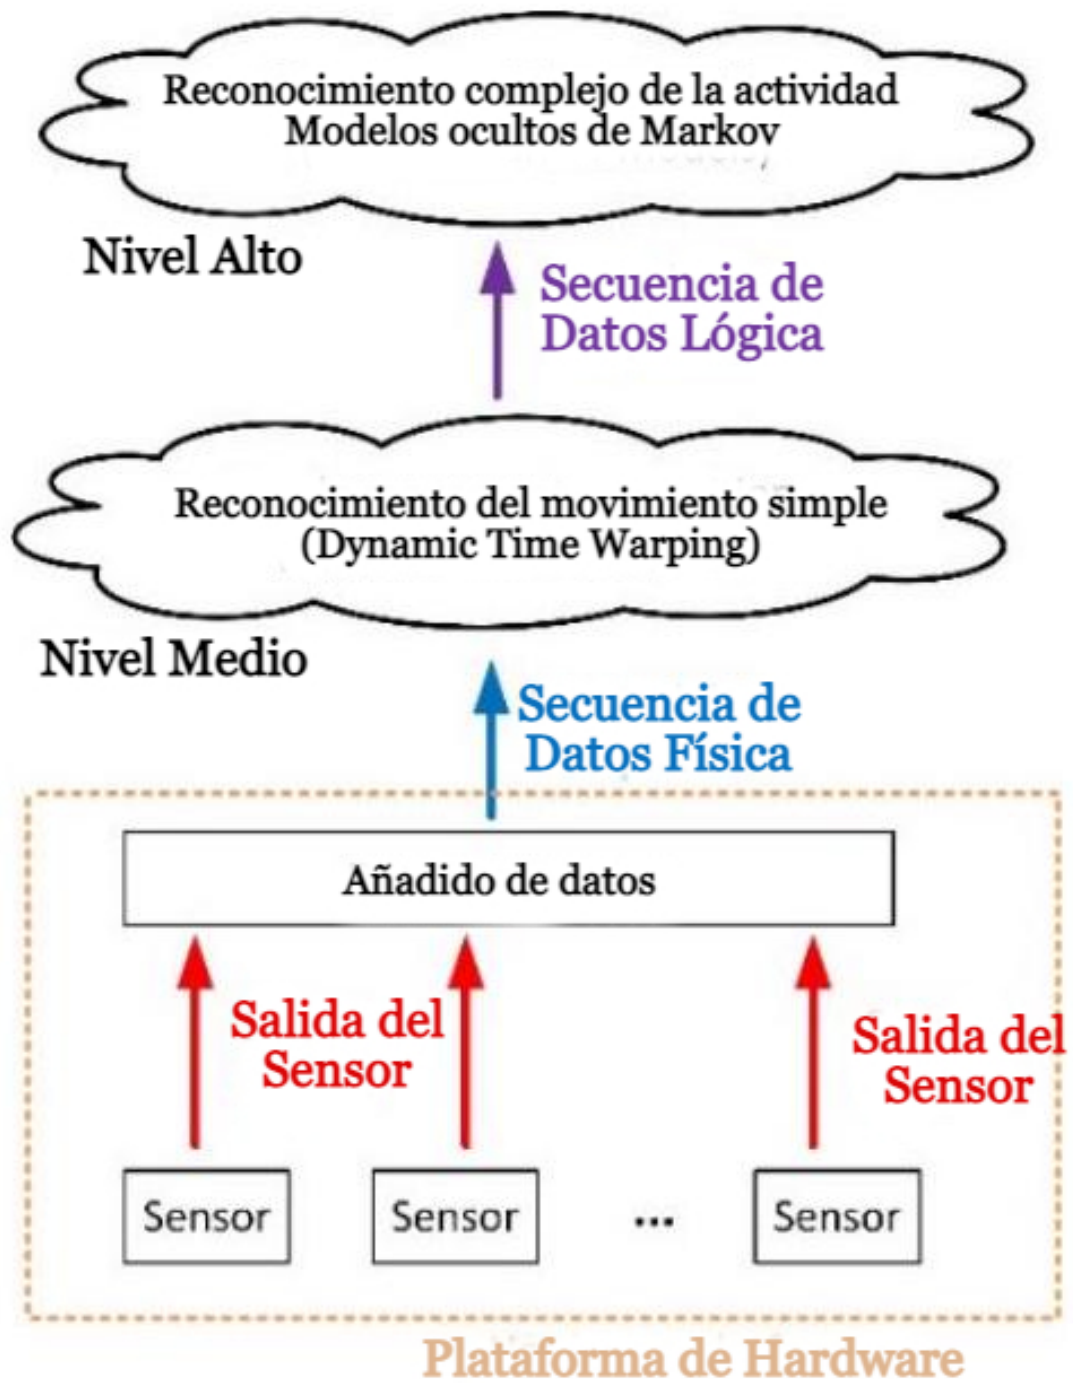 Reconocimiento complejo de la actividad
Modelos ocultos de Markov
Nivel Alto
Secuencia de
Datos Lógica
Reconocimiento del movimiento simple
(Dynamic Time Warping)
Nivel Medio
Secuencia de
Datos Física
Añadido de datos
Salida del
Sensor
Salida del
Sensor
Sensor
Sensor
...
Sensor
Plataforma de Hardware